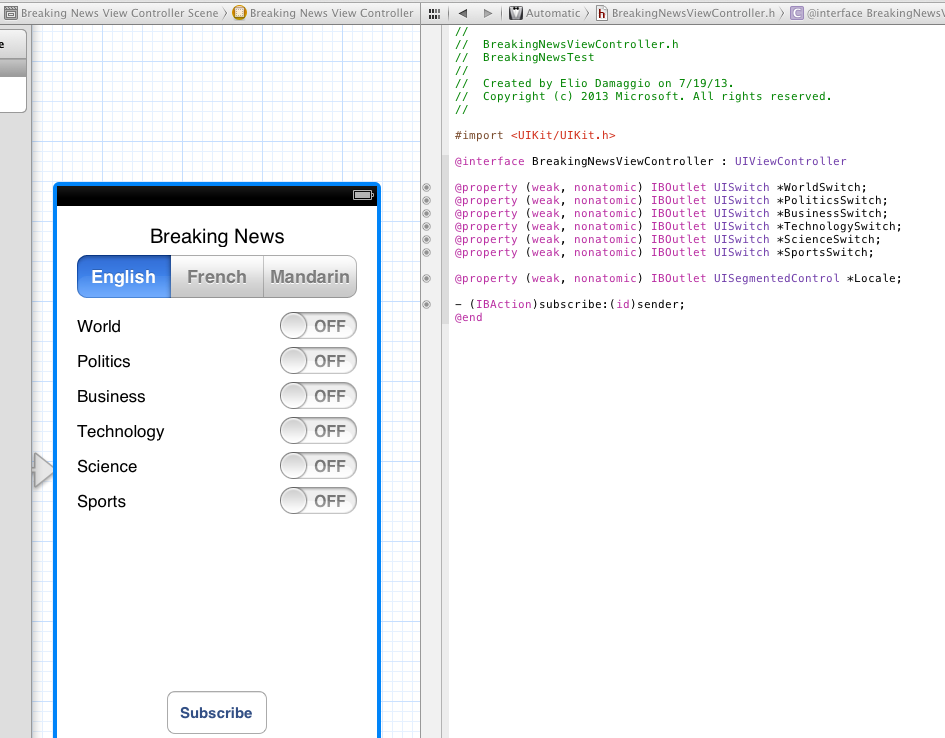 Breaking News View Controller Scene Breaking News View Controller Automatic h BreakingNewsViewController.h C @interface BreakingNewsV
e
//
//  BreakingNewsViewController.h
//  BreakingNewsTest
//
//  Created by Elio Damaggio on 7/19/13.
//  Copyright (c) 2013 Microsoft. All rights reserved.
//
#import <UIKit/UIKit.h>
@interface BreakingNewsViewController : UIViewController
@property (weak, nonatomic) IBOutlet UISwitch *WorldSwitch;
@property (weak, nonatomic) IBOutlet UISwitch *PoliticsSwitch;
@property (weak, nonatomic) IBOutlet UISwitch *BusinessSwitch;
@property (weak, nonatomic) IBOutlet UISwitch *TechnologySwitch;
@property (weak, nonatomic) IBOutlet UISwitch *ScienceSwitch;
@property (weak, nonatomic) IBOutlet UISwitch *SportsSwitch;
@property (weak, nonatomic) IBOutlet UISegmentedControl *Locale;
- (IBAction)subscribe:(id)sender;
@end
Breaking News
English French Mandarin
World OFF
Politics OFF
Business OFF
Technology OFF
Science OFF
Sports OFF
Subscribe